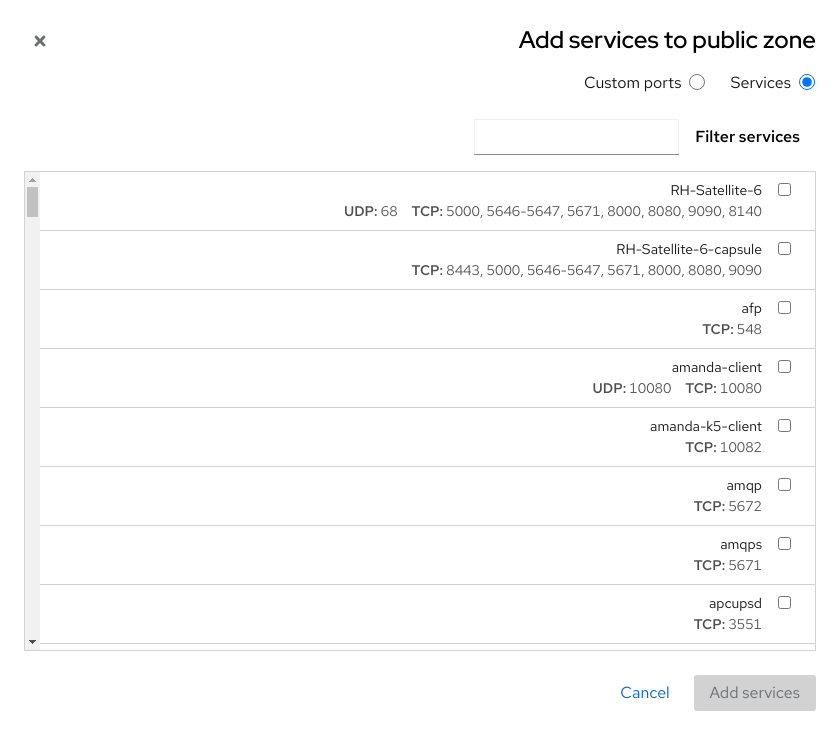 Add services to public zone
Services Custom ports
Filter services
RH-Satellite-6
TCP: 5000, 5646-5647, 5671, 8000, 8080, 9090, 8140 UDP: 68
RH-Satellite-6-capsule
TCP: 8443, 5000, 5646-5647, 5671, 8000, 8080, 9090
afp
TCP: 548
amanda-client
TCP: 10080 UDP: 10080
amanda-k5-client
TCP: 10082
amqp
TCP: 5672
amqps
TCP: 5671
apcupsd
TCP: 3551
Add services Cancel